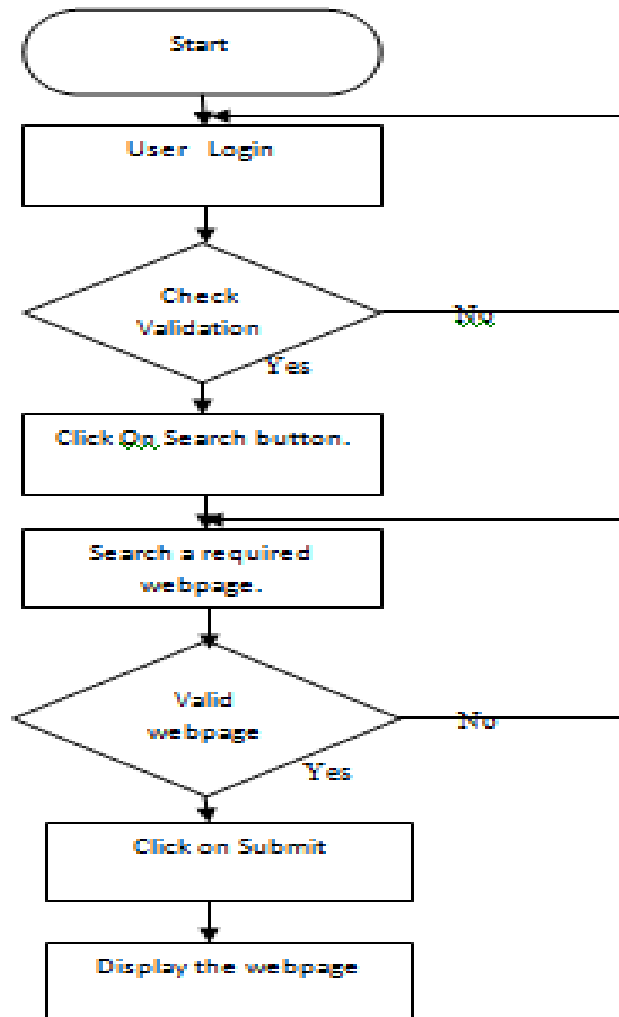 Start
User Login
Check
Validation
No
Yes
Click On Search button.
Search a required
webpage.
Valid
webpage
No
Yes
Click on Submit
Display the webpage